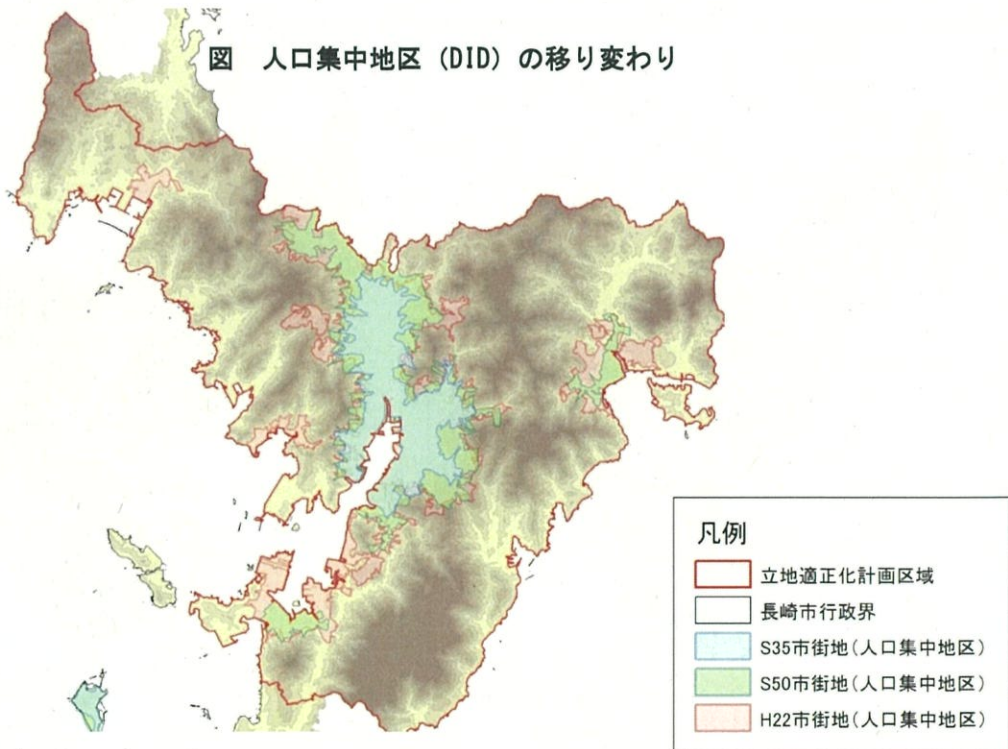 図　人口集中地区（DID）の移り変わり
凡例
立地適正化計画区域
長崎市行政界
S35市街地(人口集中地区)
S50市街地(人口集中地区)
H22市街地(人口集中地区)